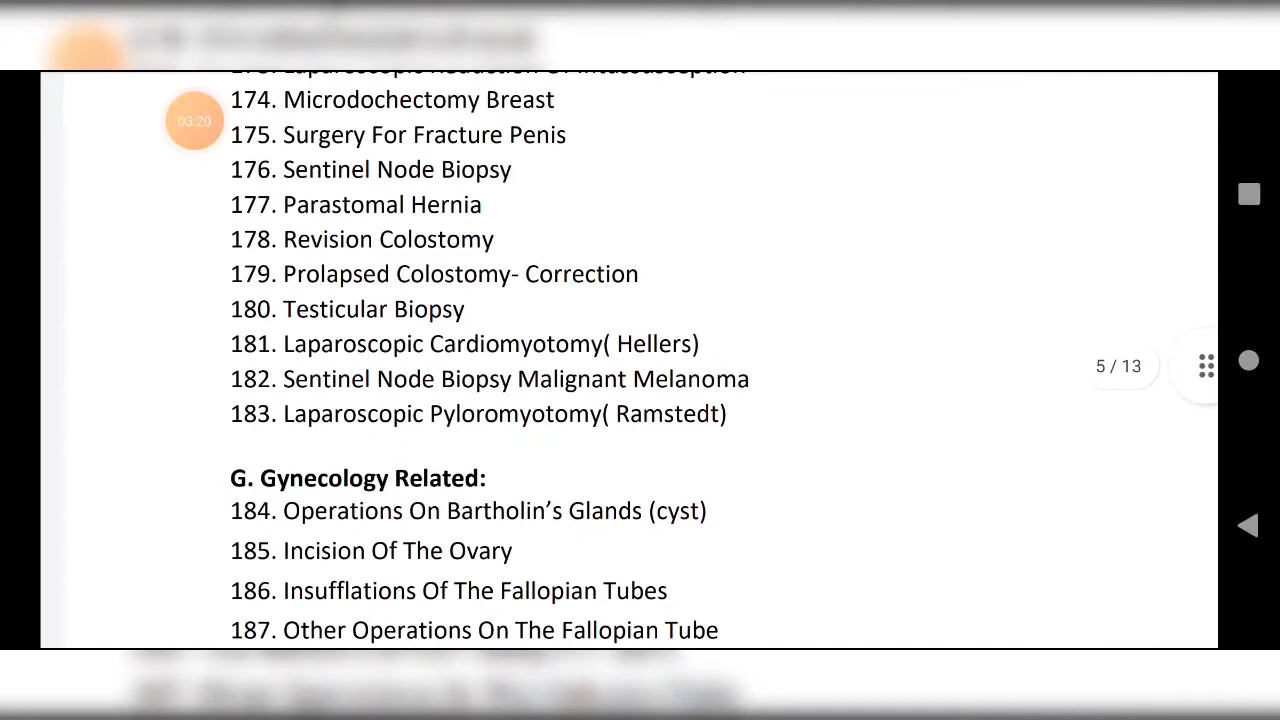 174. Microdochectomy Breast
03:20
175. Surgery For Fracture Penis
176. Sentinel Node Biopsy
177. Parastomal Hernia
178. Revision Colostomy
179. Prolapsed Colostomy- Correction
180. Testicular Biopsy
181. Laparoscopic Cardiomyotomy( Hellers)
5 / 13
182. Sentinel Node Biopsy Malignant Melanoma
183. Laparoscopic Pyloromyotomy( Ramstedt)
G. Gynecology Related:
184. Operations On Bartholin’s Glands (cyst)
185. Incision Of The Ovary
186. Insufflations Of The Fallopian Tubes
187. Other Operations On The Fallopian Tube